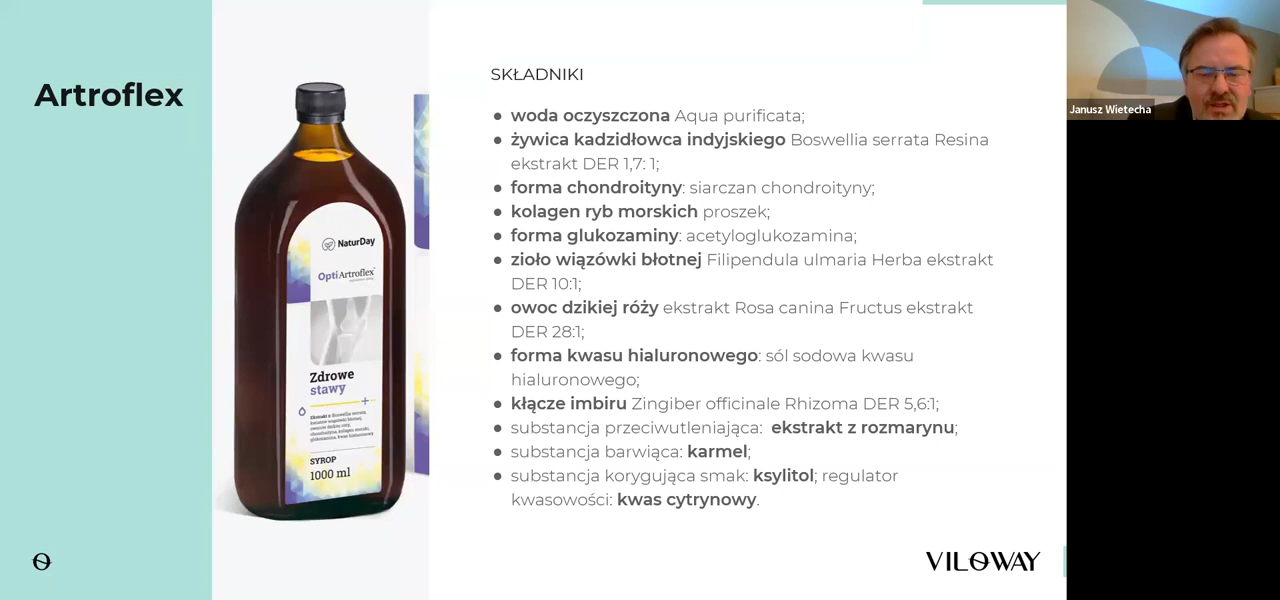 Artroflex
NaturDay
OptiArtroflex
Zdrowe
stawy
SYROP
1000 ml
SKŁADNIKI
● woda oczyszczona Aqua purificata;
● żywica kadzidłowca indyjskiego Boswellia serrata Resina
ekstrakt DER 1,7: 1;
● forma chondroityny: siarczan chondroityny;
● kolagen ryb morskich proszek;
● forma glukozaminy: acetyloglukozamina;
● zioło wiązówki błotnej Filipendula ulmaria Herba ekstrakt
DER 10:1;
● owoc dzikiej róży ekstrakt Rosa canina Fructus ekstrakt
DER 28:1;
● forma kwasu hialuronowego: sól sodowa kwasu
hialuronowego;
● kłącze imbiru Zingiber officinale Rhizoma DER 5,6:1;
● substancja przeciwutleniająca: ekstrakt z rozmarynu;
● substancja barwiąca: karmel;
● substancja korygująca smak: ksylitol; regulator
kwasowości: kwas cytrynowy.
VILOWAY
Janusz Wietecha